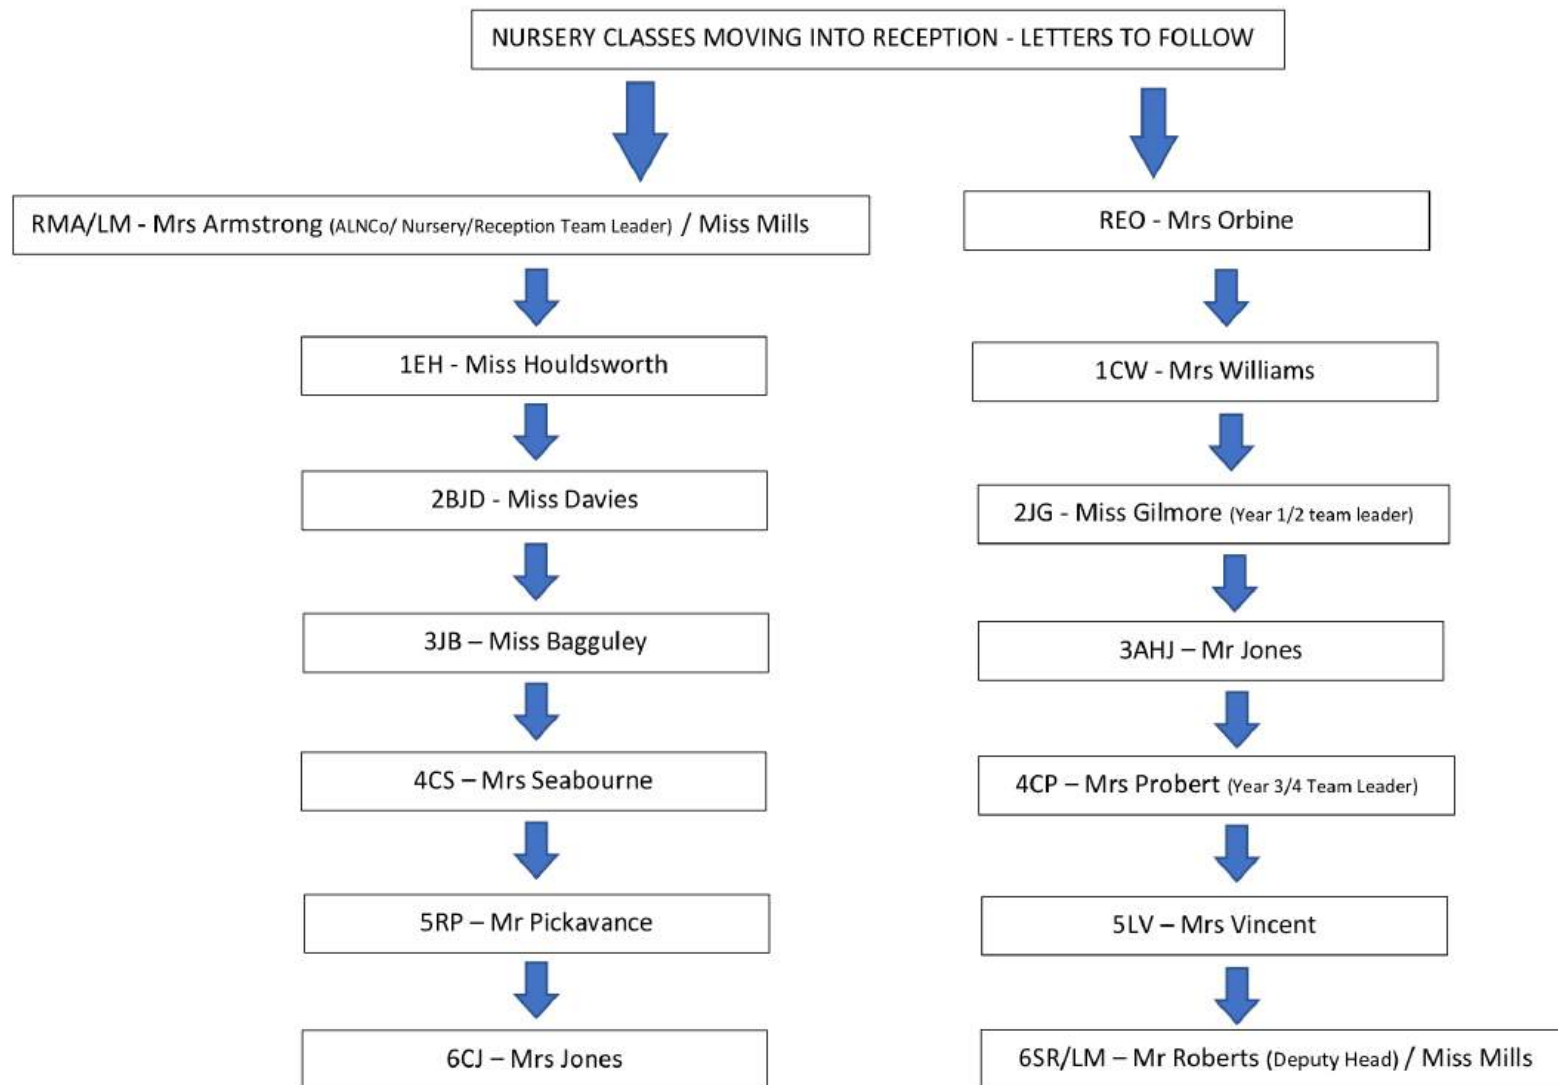 NURSERY CLASSES MOVING INTO RECEPTION - LETTERS TO FOLLOW
RMA/LM - Mrs Armstrong (ALNCo/ Nursery/Reception Team Leader) / Miss Mills
REO - Mrs Orbine
1EH - Miss Houldsworth
1CW - Mrs Williams
2BJD - Miss Davies
2JG - Miss Gilmore (Year 1/2 team leader)
3JB – Miss Bagguley
3AHJ – Mr Jones
4CS – Mrs Seabourne
4CP – Mrs Probert (Year 3/4 Team Leader)
5RP – Mr Pickavance
5LV – Mrs Vincent
6CJ – Mrs Jones
6SR/LM – Mr Roberts (Deputy Head) / Miss Mills